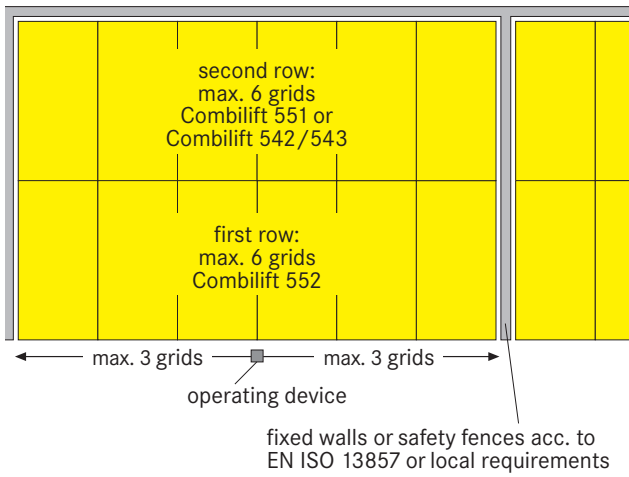 second row:
max. 6 grids
Combilift 551 or
Combilift 542/543
first row:
max. 6 grids
Combilift 552
max. 3 grids
max. 3 grids
operating device
fixed walls or safety fences acc. to
EN ISO 13857 or local requirements